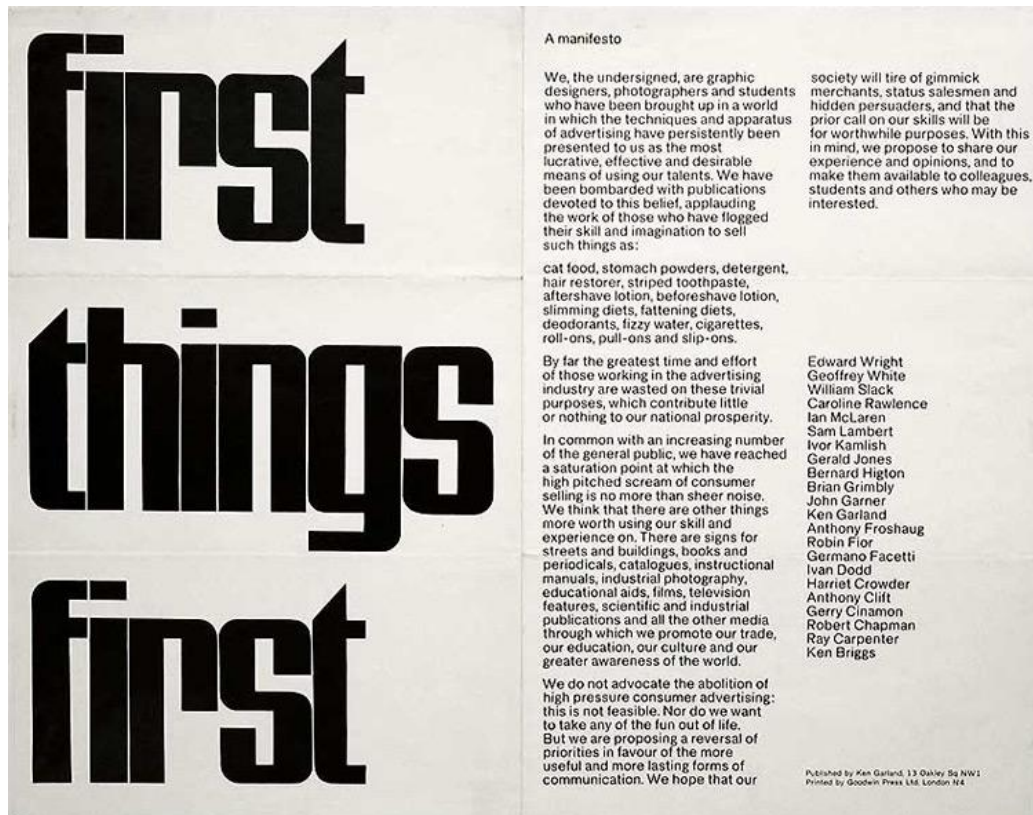 first
things
first
A manifesto
We, the undersigned, are graphic
designers, photographers and students
who have been brought up in a world
in which the techniques and apparatus
of advertising have persistently been
presented to us as the most
lucrative, effective and desirable
means of using our talents. We have
been bombarded with publications
devoted to this belief, applauding
the work of those who have flogged
their skill and imagination to sell
such things as:
cat food, stomach powders, detergent,
hair restorer, striped toothpaste,
aftershave lotion, beforeshave lotion,
slimming diets, fattening diets,
deodorants, fizzy water, cigarettes,
roll-ons, pull-ons and slip-ons.
By far the greatest time and effort
of those working in the advertising
industry are wasted on these trivial
purposes, which contribute little
or nothing to our national prosperity.
In common with an increasing number
of the general public, we have reached
a saturation point at which the
high pitched scream of consumer
selling is no more than sheer noise.
We think that there are other things
more worth using our skill and
experience on. There are signs for
streets and buildings, books and
periodicals, catalogues, instructional
manuals, industrial photography,
educational aids, films, television
features, scientific and industrial
publications and all the other media
through which we promote our trade,
our education, our culture and our
greater awareness of the world.
We do not advocate the abolition of
high pressure consumer advertising:
this is not feasible. Nor do we want
to take any of the fun out of life.
But we are proposing a reversal of
priorities in favour of the more
useful and more lasting forms of
communication. We hope that our
society will tire of gimmick
merchants, status salesmen and
hidden persuaders, and that the
prior call on our skills will be
for worthwhile purposes. With this
in mind, we propose to share our
experience and opinions, and to
make them available to colleagues,
students and others who may be
interested.
Edward Wright
Geoffrey White
William Slack
Caroline Rawlence
Ian McLaren
Sam Lambert
Ivor Kamlish
Gerald Jones
Bernard Higton
Brian Grimbly
John Garner
Ken Garland
Anthony Froshaug
Robin Fior
Germano Facetti
Ivan Dodd
Harriet Crowder
Anthony Clift
Gerry Cinamon
Robert Chapman
Ray Carpenter
Ken Briggs
Published by Ken Garland, 13 Oakley Sq NW1
Printed by Goodwin Press Ltd. London N4